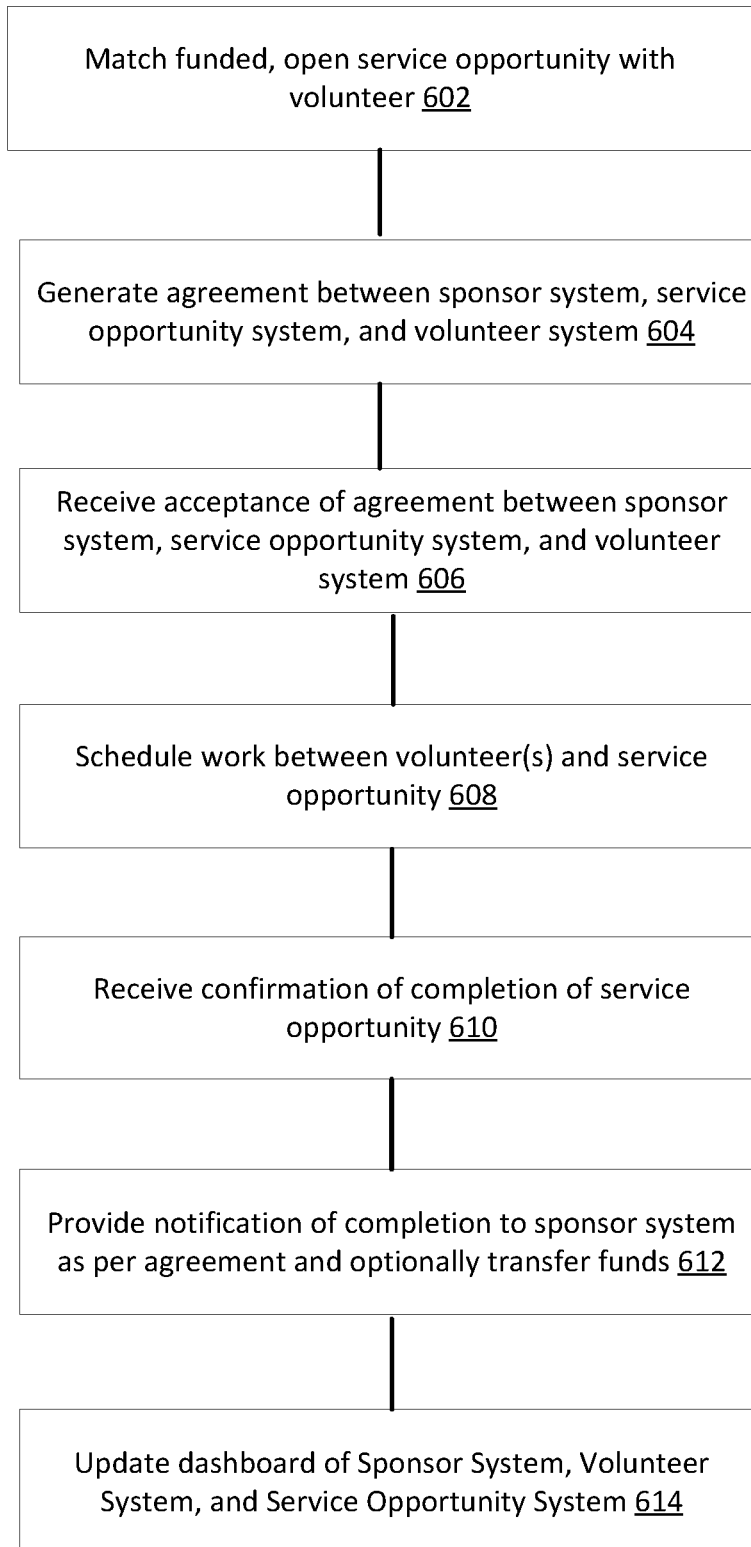 Match funded, open service opportunity with
volunteer 602
Generate agreement between sponsor system, service
opportunity system, and volunteer system 604
Receive acceptance of agreement between sponsor
system, service opportunity system, and volunteer
system 606
Schedule work between volunteer(s) and service
opportunity 608
Receive confirmation of completion of service
opportunity 610
Provide notification of completion to sponsor system
as per agreement and optionally transfer funds 612
Update dashboard of Sponsor System, Volunteer
System, and Service Opportunity System 614